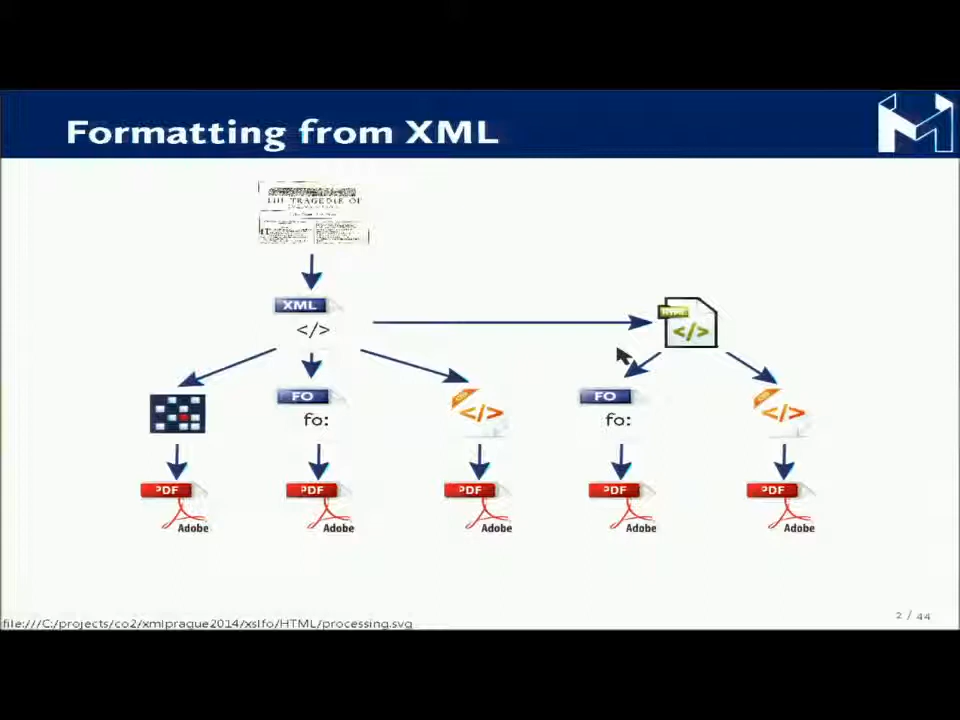 Formatting from XML
THE TRAGEDIE OF
XML
</>
HTML
</>
FO
fo:
</>
FO
fo:
</>
PDF
Adobe
PDF
Adobe
PDF
Adobe
PDF
Adobe
PDF
Adobe
2 / 44
file:///C:/projects/co2/xmlprague2014/xslfo/HTML/processing.svg